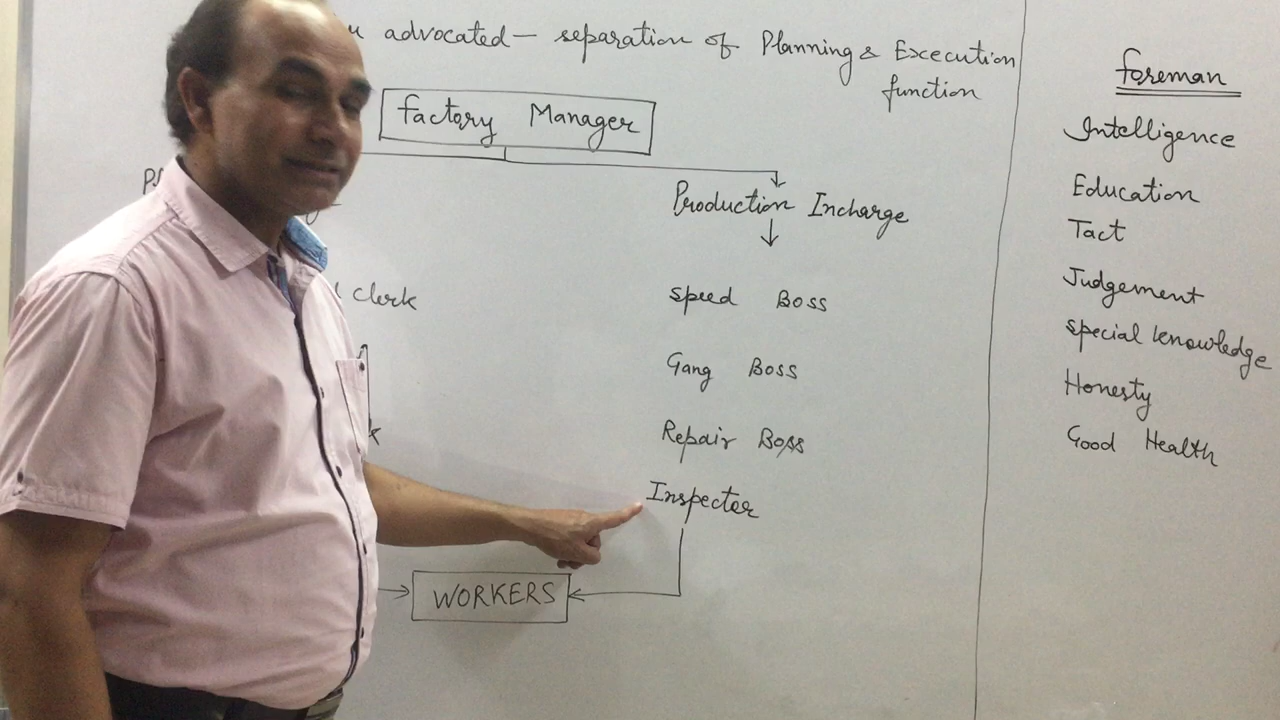 advocated — separation of Planning & Execution
function
Factory Manager
Production Incharge
Speed Boss
clerk
Gang Boss
Repair Boss
Inspector
WORKERS
foreman
Intelligence
Education
Tact
Judgement
Special knowledge
Honesty
Good Health